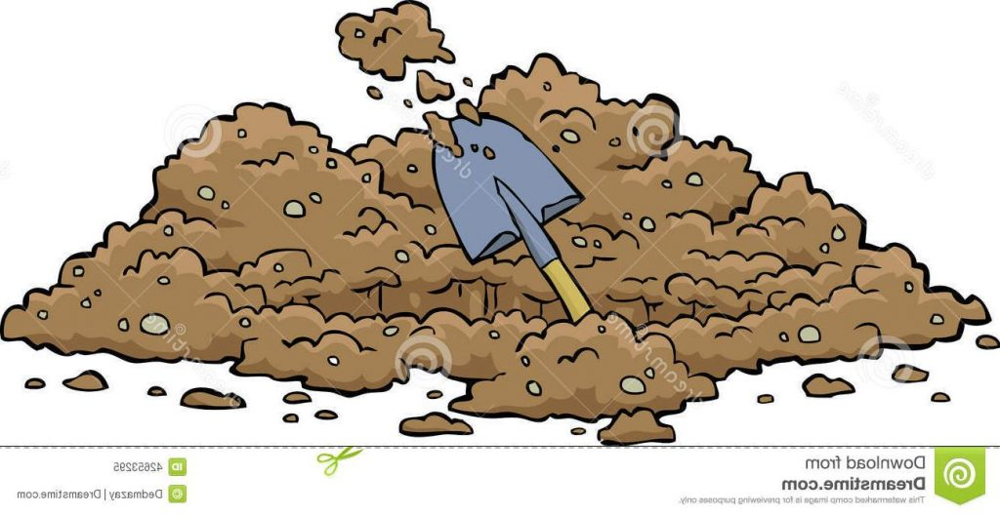 Download from
Dreamstime.com
This watermarked comp image is for previewing purposes only.
ID 42653295
© Dedmazay | Dreamstime.com